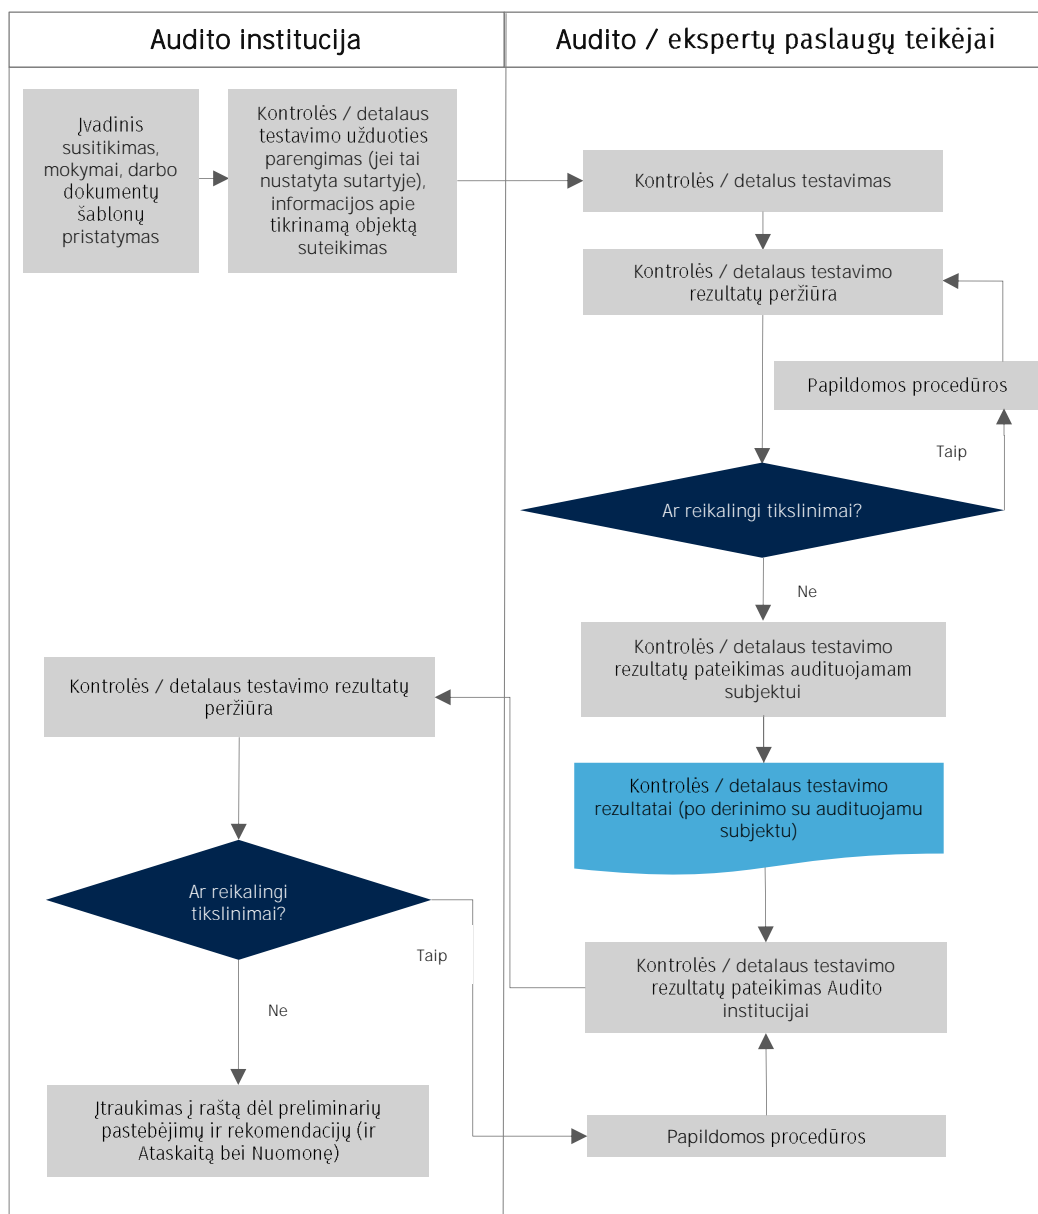 Audito institucija
Audito / ekspertų paslaugų teikėjai
Įvadinis
susitikimas,
mokymai, darbo
dokumentų
šablonų
pristatymas
Kontrolės / detalaus
testavimo užduoties
parengimas (jei tai
nustatyta sutartyje),
informacijos apie
tikrinamą objektą
suteikimas
Kontrolės / detalus testavimas
Kontrolės / detalaus testavimo
rezultatų peržiūra
Papildomos procedūros
Taip
Ar reikalingi tikslinimai?
Ne
Kontrolės / detalaus testavimo
rezultatų pateikimas audituojamam
subjektui
Kontrolės / detalaus testavimo
rezultatai (po derinimo su audituojamu
subjektu)
Kontrolės / detalaus testavimo
rezultatų pateikimas Audito
institucijai
Kontrolės / detalaus testavimo rezultatų
peržiūra
Ar reikalingi
tikslinimai?
Taip
Ne
Įtraukimas į raštą dėl preliminarių
pastebėjimų ir rekomendacijų (ir
Ataskaitą bei Nuomonę)
Papildomos procedūros